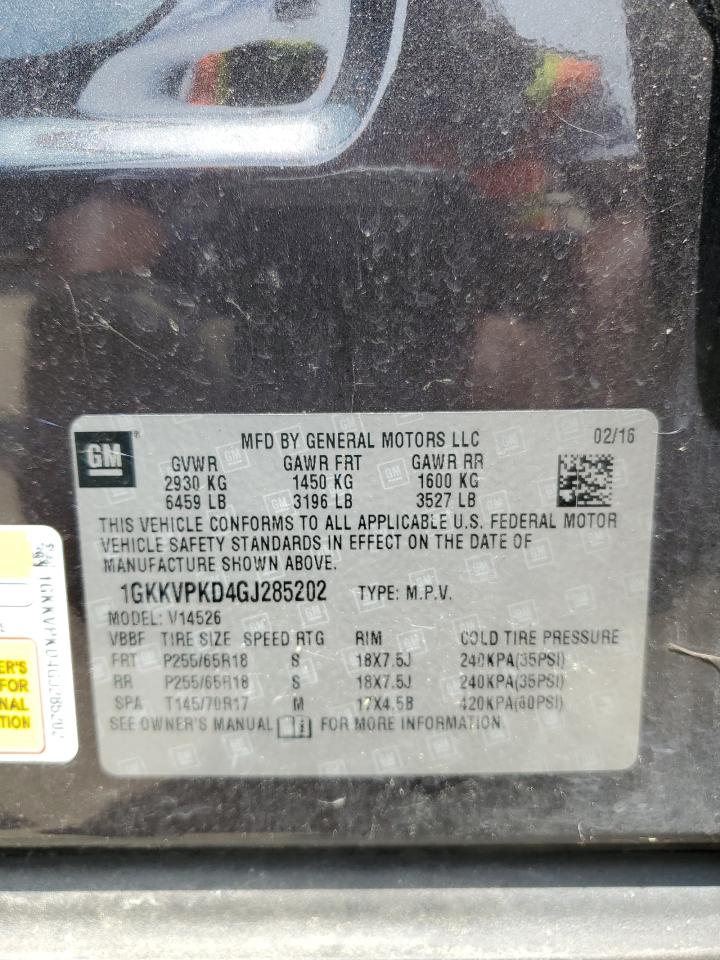 GM
MFD BY GENERAL MOTORS LLC 02/16
GVWR GAWR FRT GAWR RR
2930 KG 1450 KG 1600 KG
6459 LB 3196 LB 3527 LB
THIS VEHICLE CONFORMS TO ALL APPLICABLE U.S. FEDERAL MOTOR
VEHICLE SAFETY STANDARDS IN EFFECT ON THE DATE OF
MANUFACTURE SHOWN ABOVE.
1GKKVPKD4GJ285202 TYPE: M.P.V.
MODEL: V14526
VBBF TIRE SIZE SPEED RTG RIM COLD TIRE PRESSURE
FRT P255/65R18 S 18X7.5J 240KPA(35PSI)
RR P255/65R18 S 18X7.5J 240KPA(35PSI)
SPA T145/70R17 M 17X4.5B 420KPA(60PSI)
SEE OWNER'S MANUAL FOR MORE INFORMATION.
1GKKVPKD4GJ285202
ER'S
FOR
NAL